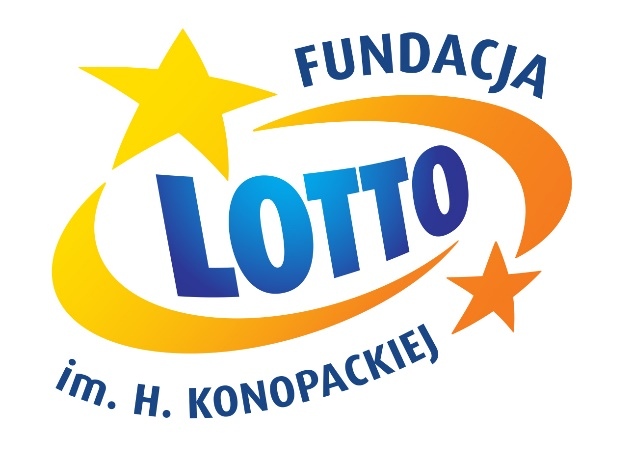 FUNDACJA
LOTTO
im. H. KONOPACKIEJ